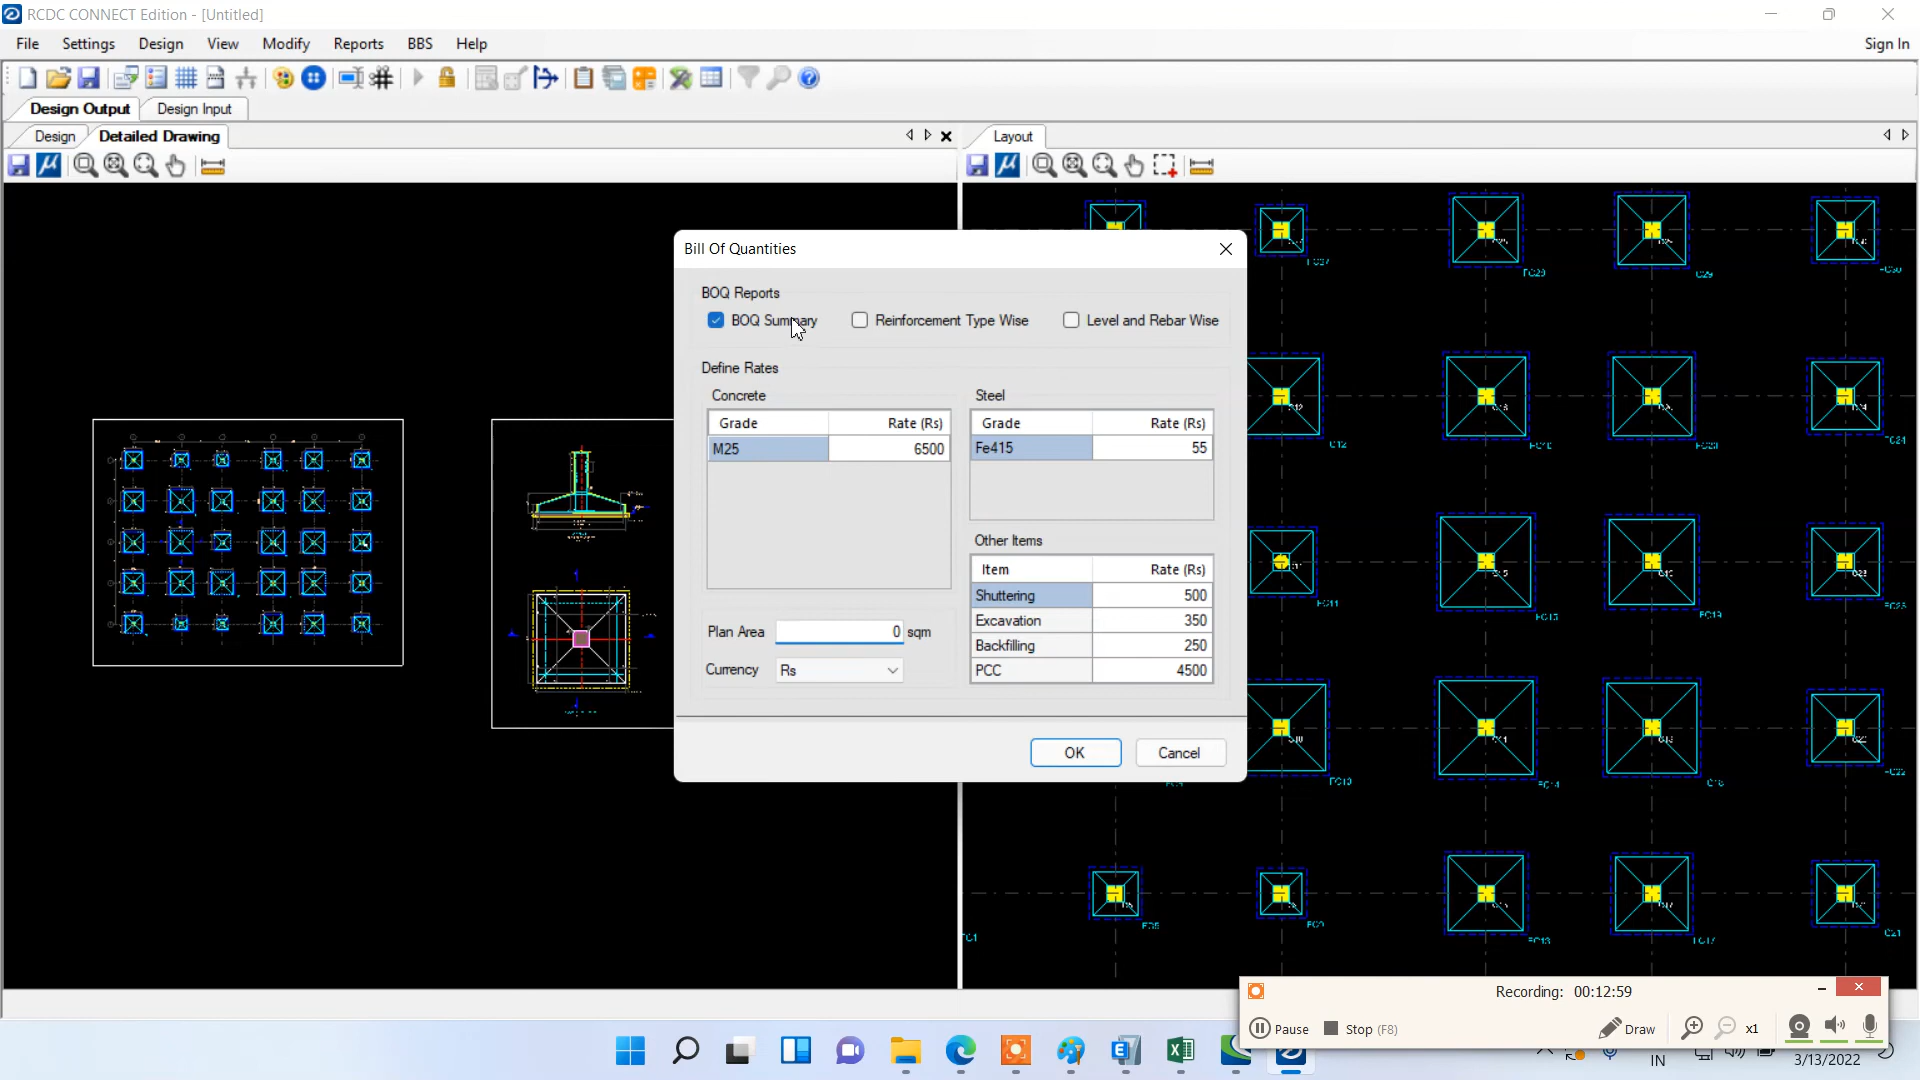 RCDC CONNECT Edition - [Untitled]
File Settings Design View Modify Reports BBS Help Sign In
Design Output Design Input
Design Detailed Drawing Layout
Bill Of Quantities
BOQ Reports
BOQ Summary Reinforcement Type Wise Level and Rebar Wise
Define Rates
Concrete
Grade Rate (Rs)
M25 6500
Steel
Grade Rate (Rs)
Fe415 55
Other Items
Item Rate (Rs)
Shuttering 500
Excavation 350
Backfilling 250
PCC 4500
Plan Area 0 sqm
Currency Rs
OK Cancel
Recording: 00:12:59
Pause Stop (F8) Draw x1
IN
3/13/2022